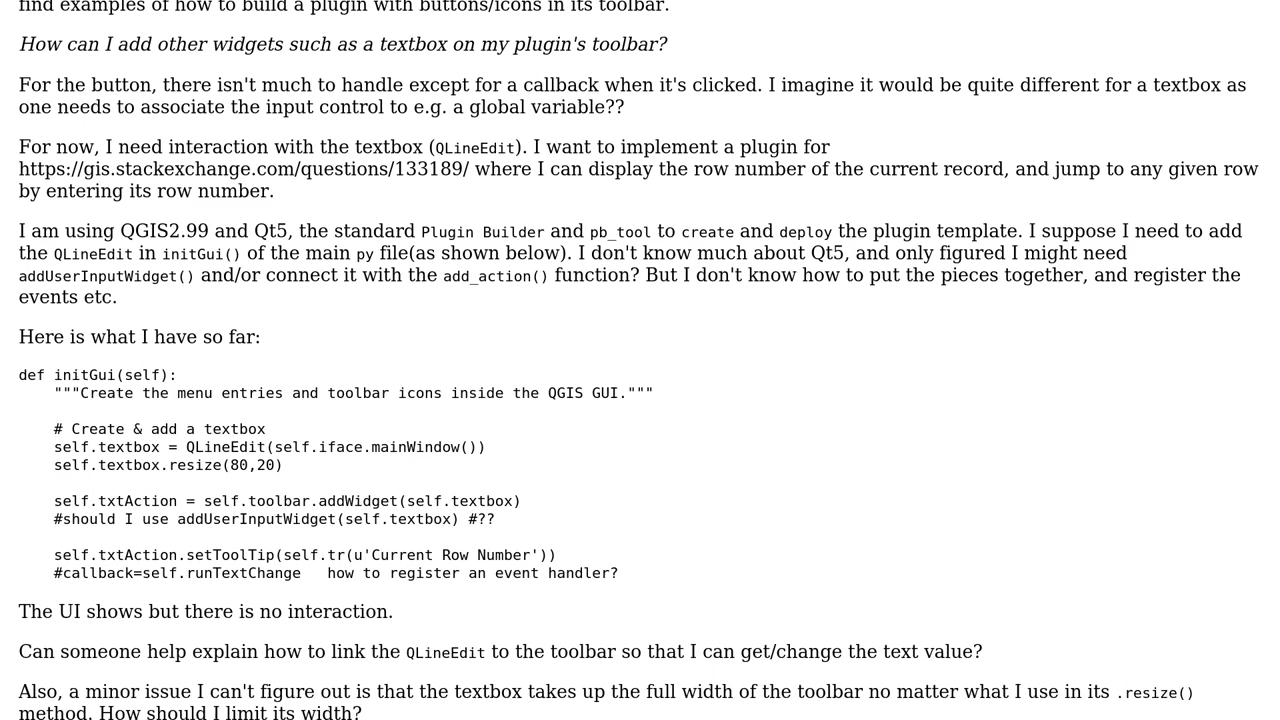 find examples of how to build a plugin with buttons/icons in its toolbar.
How can I add other widgets such as a textbox on my plugin's toolbar?
For the button, there isn't much to handle except for a callback when it's clicked. I imagine it would be quite different for a textbox as
one needs to associate the input control to e.g. a global variable??
For now, I need interaction with the textbox (QLineEdit). I want to implement a plugin for
https://gis.stackexchange.com/questions/133189/ where I can display the row number of the current record, and jump to any given row
by entering its row number.
I am using QGIS2.99 and Qt5, the standard Plugin Builder and pb_tool to create and deploy the plugin template. I suppose I need to add
the QLineEdit in initGui() of the main py file(as shown below). I don't know much about Qt5, and only figured I might need
addUserInputWidget() and/or connect it with the add_action() function? But I don't know how to put the pieces together, and register the
events etc.
Here is what I have so far:
def initGui(self):
    """Create the menu entries and toolbar icons inside the QGIS GUI."""
    # Create & add a textbox
    self.textbox = QLineEdit(self.iface.mainWindow())
    self.textbox.resize(80,20)
    self.txtAction = self.toolbar.addWidget(self.textbox)
    #should I use addUserInputWidget(self.textbox) #??
    self.txtAction.setToolTip(self.tr(u'Current Row Number'))
    #callback=self.runTextChange   how to register an event handler?
The UI shows but there is no interaction.
Can someone help explain how to link the QLineEdit to the toolbar so that I can get/change the text value?
Also, a minor issue I can't figure out is that the textbox takes up the full width of the toolbar no matter what I use in its .resize()
method. How should I limit its width?